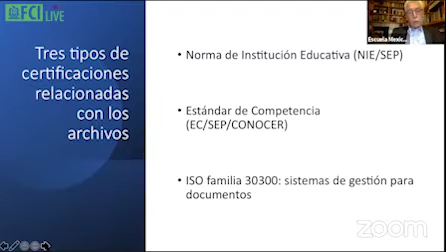 FCI LIVE
Tres tipos de
certificaciones
relacionadas
con los
archivos
• Norma de Institución Educativa (NIE/SEP)
• Estándar de Competencia
(EC/SEP/CONOCER)
• ISO familia 30300: sistemas de gestión para
documentos
Escuela Mexic...
zoom